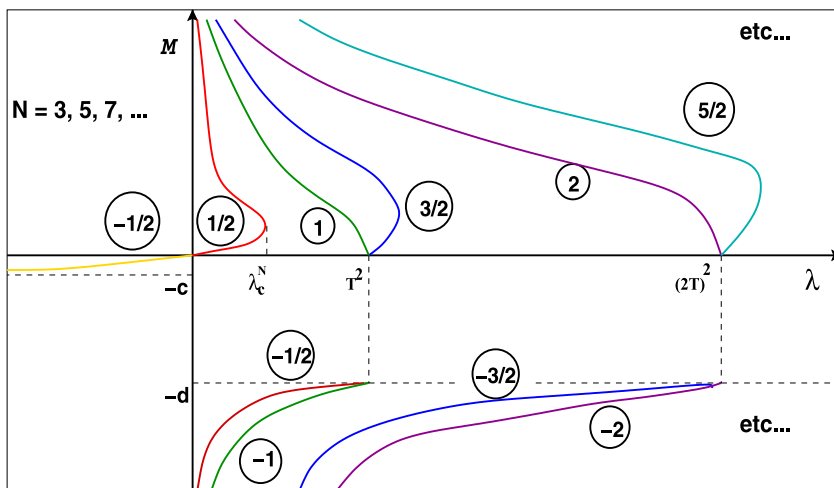 M
etc...
N = 3, 5, 7, ...
5/2
2
3/2
1
1/2
−1/2
−c
λ_c^N
T^2
(2T)^2
λ
−1/2
−3/2
−d
−1
−2
etc...